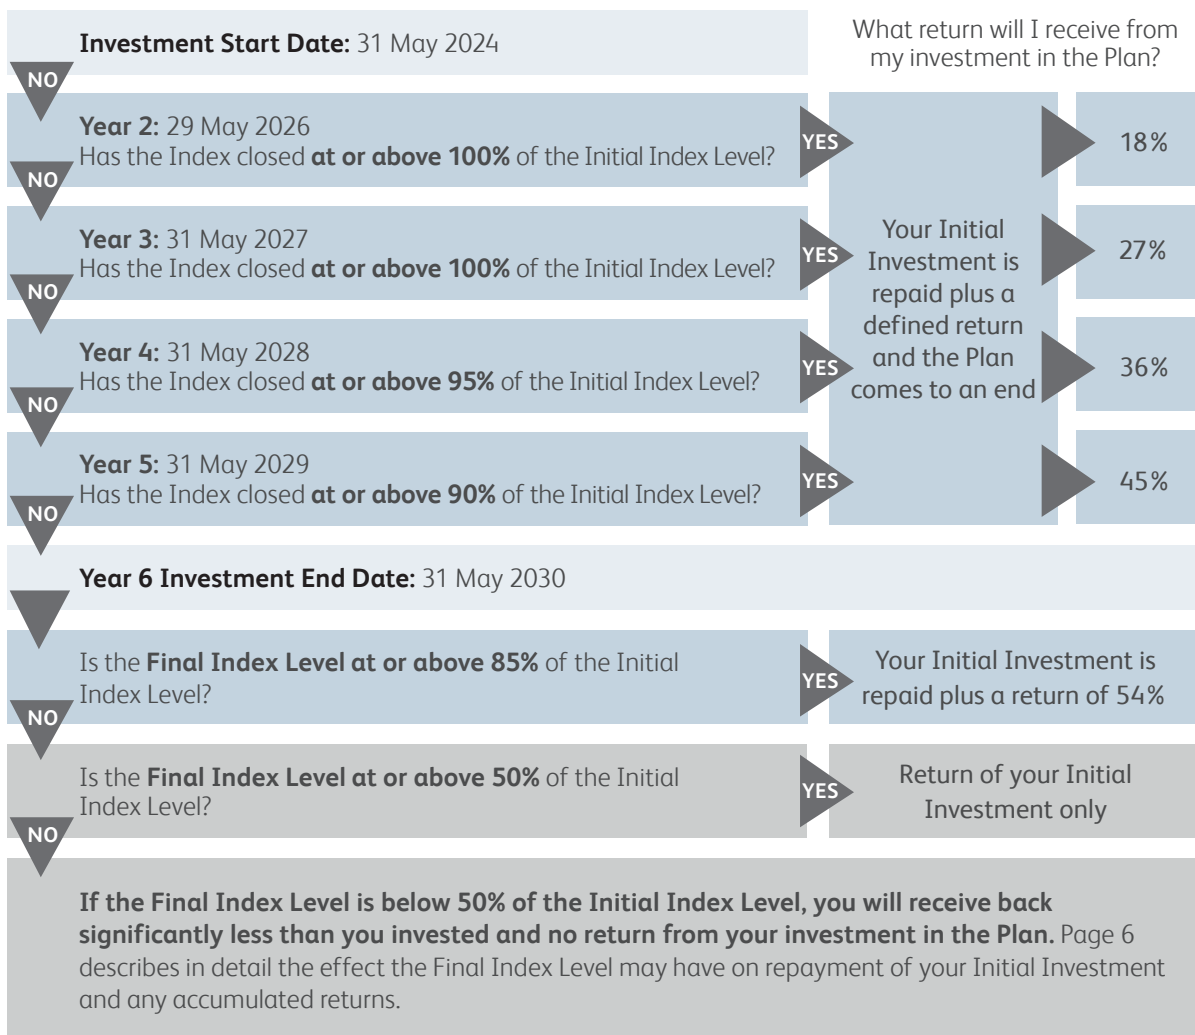 Investment Start Date: 31 May 2024
What return will I receive from
my investment in the Plan?
NO
Year 2: 29 May 2026
Has the Index closed at or above 100% of the Initial Index Level?
YES
18%
NO
Year 3: 31 May 2027
Has the Index closed at or above 100% of the Initial Index Level?
YES
27%
NO
Year 4: 31 May 2028
Has the Index closed at or above 95% of the Initial Index Level?
YES
36%
NO
Year 5: 31 May 2029
Has the Index closed at or above 90% of the Initial Index Level?
YES
45%
Your Initial
Investment is
repaid plus a
defined return
and the Plan
comes to an end
NO
Year 6 Investment End Date: 31 May 2030
Is the Final Index Level at or above 85% of the Initial
Index Level?
YES
Your Initial Investment is
repaid plus a return of 54%
NO
Is the Final Index Level at or above 50% of the Initial
Index Level?
YES
Return of your Initial
Investment only
NO
If the Final Index Level is below 50% of the Initial Index Level, you will receive back
significantly less than you invested and no return from your investment in the Plan. Page 6
describes in detail the effect the Final Index Level may have on repayment of your Initial Investment
and any accumulated returns.